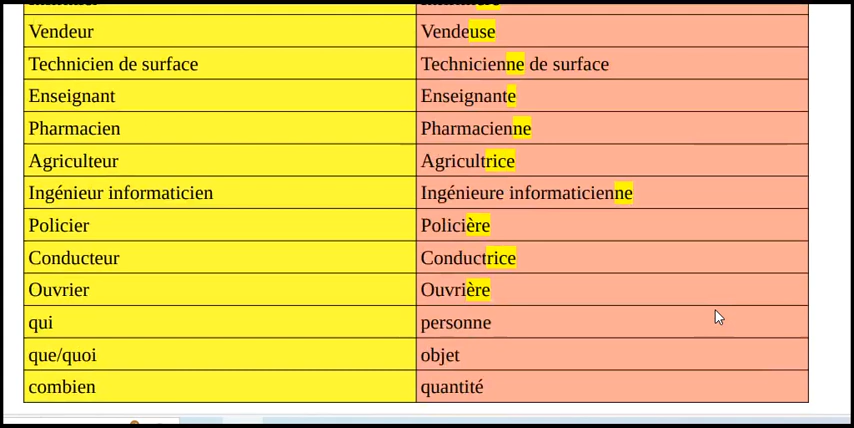 Vendeur Vendeuse
Technicien de surface Technicienne de surface
Enseignant Enseignante
Pharmacien Pharmacienne
Agriculteur Agricultrice
Ingénieur informaticien Ingénieure informaticienne
Policier Policière
Conducteur Conductrice
Ouvrier Ouvrière
qui personne
que/quoi objet
combien quantité